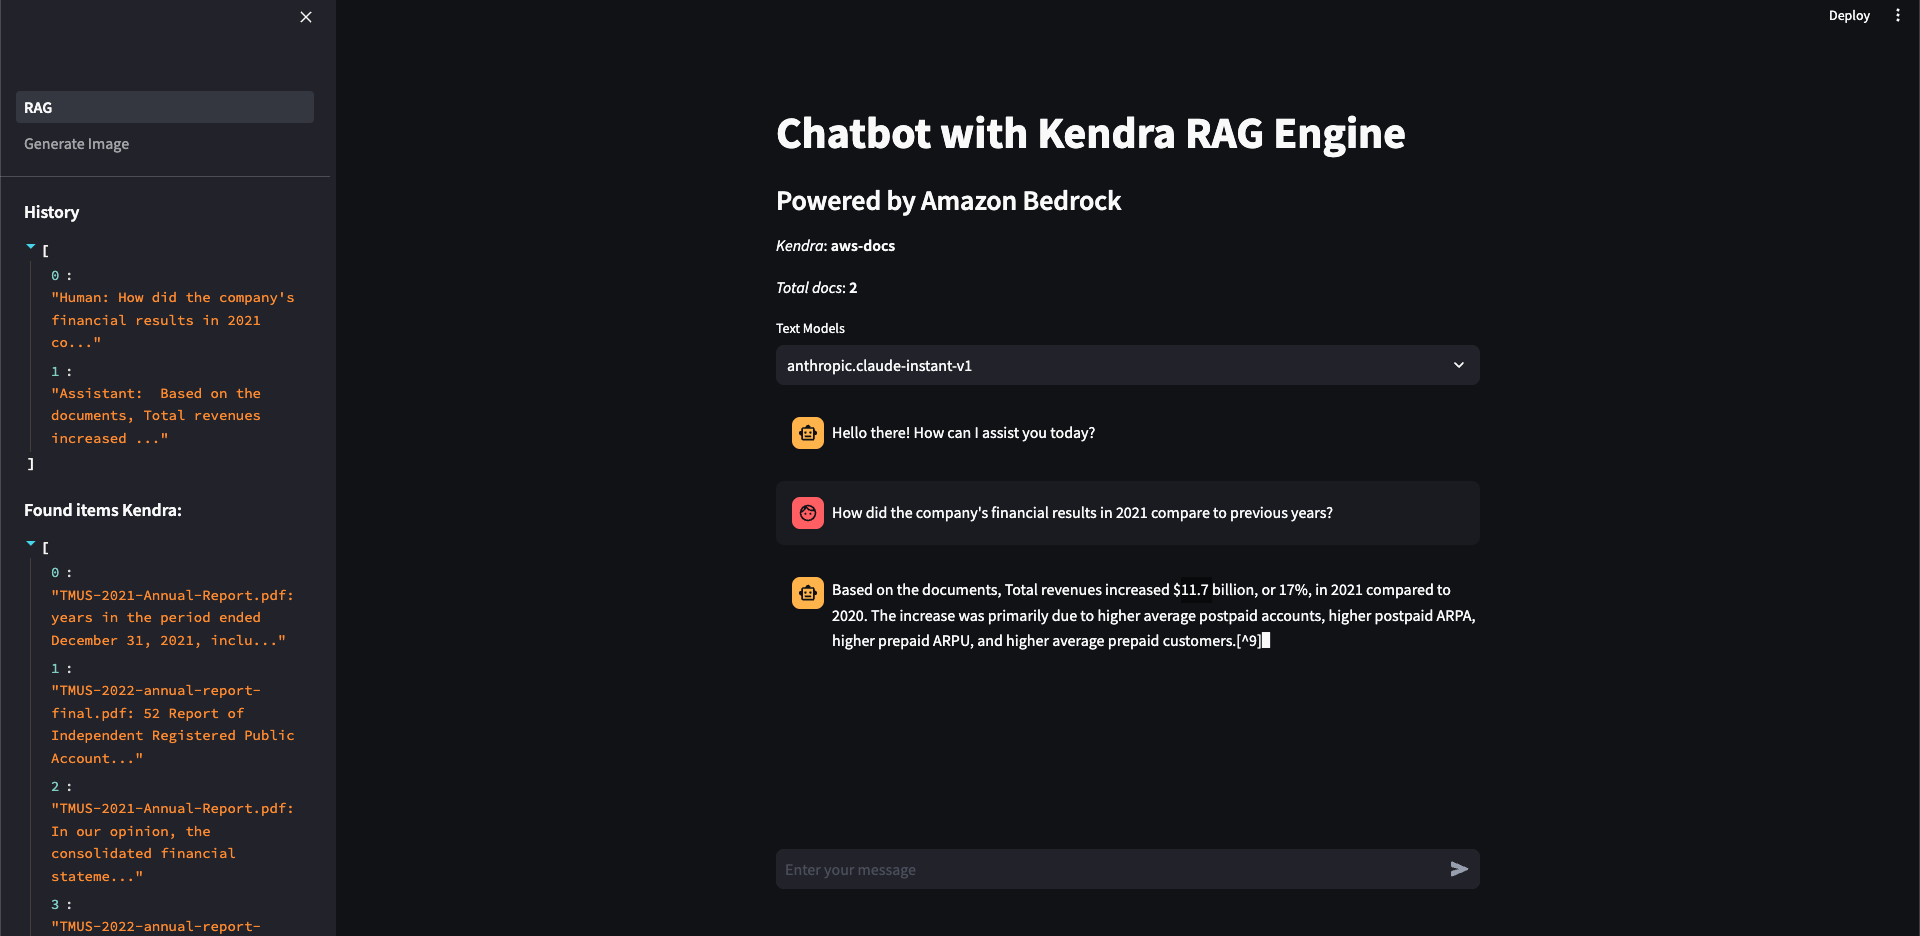 RAG
Generate Image
History
[
0 :
"Human: How did the company's
financial results in 2021
co..."
1 :
"Assistant:  Based on the
documents, Total revenues
increased ..."
]
Found items Kendra:
[
0 :
"TMUS-2021-Annual-Report.pdf:
years in the period ended
December 31, 2021, inclu..."
1 :
"TMUS-2022-annual-report-
final.pdf: 52 Report of
Independent Registered Public
Account..."
2 :
"TMUS-2021-Annual-Report.pdf:
In our opinion, the
consolidated financial
stateme..."
3 :
"TMUS-2022-annual-report-
Deploy
Chatbot with Kendra RAG Engine
Powered by Amazon Bedrock
Kendra: aws-docs
Total docs: 2
Text Models
anthropic.claude-instant-v1
Hello there! How can I assist you today?
How did the company's financial results in 2021 compare to previous years?
Based on the documents, Total revenues increased $11.7 billion, or 17%, in 2021 compared to
2020. The increase was primarily due to higher average postpaid accounts, higher postpaid ARPA,
higher prepaid ARPU, and higher average prepaid customers.[^9]
Enter your message